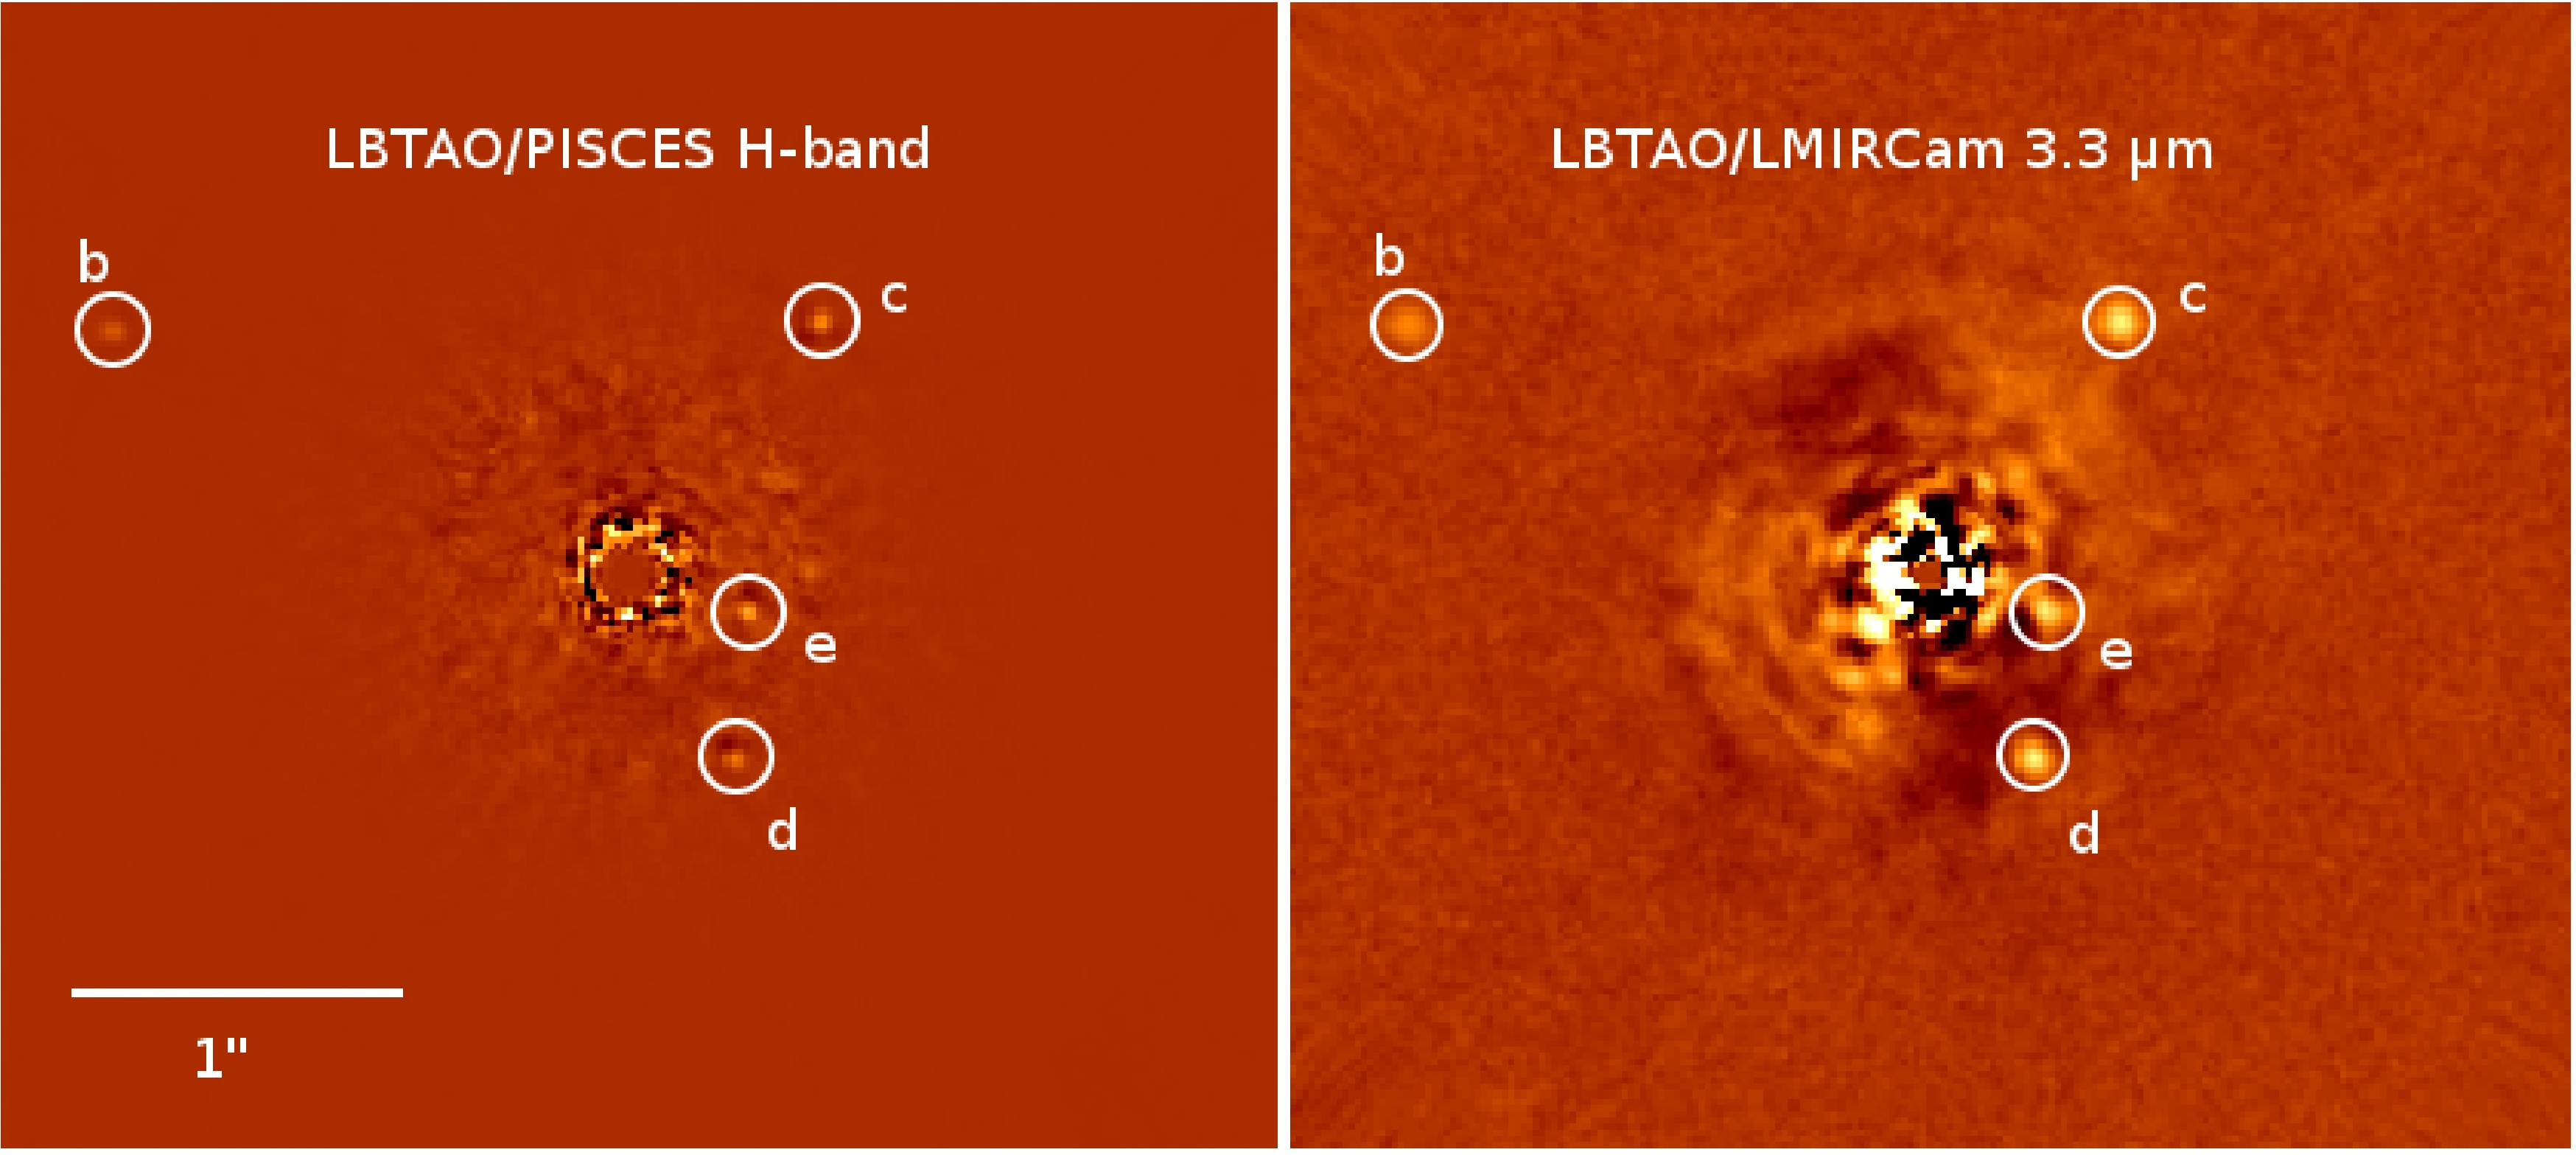 LBTAO/PISCES H-band
b
c
e
d
1"
LBTAO/LMIRCam 3.3 µm
b
c
e
d